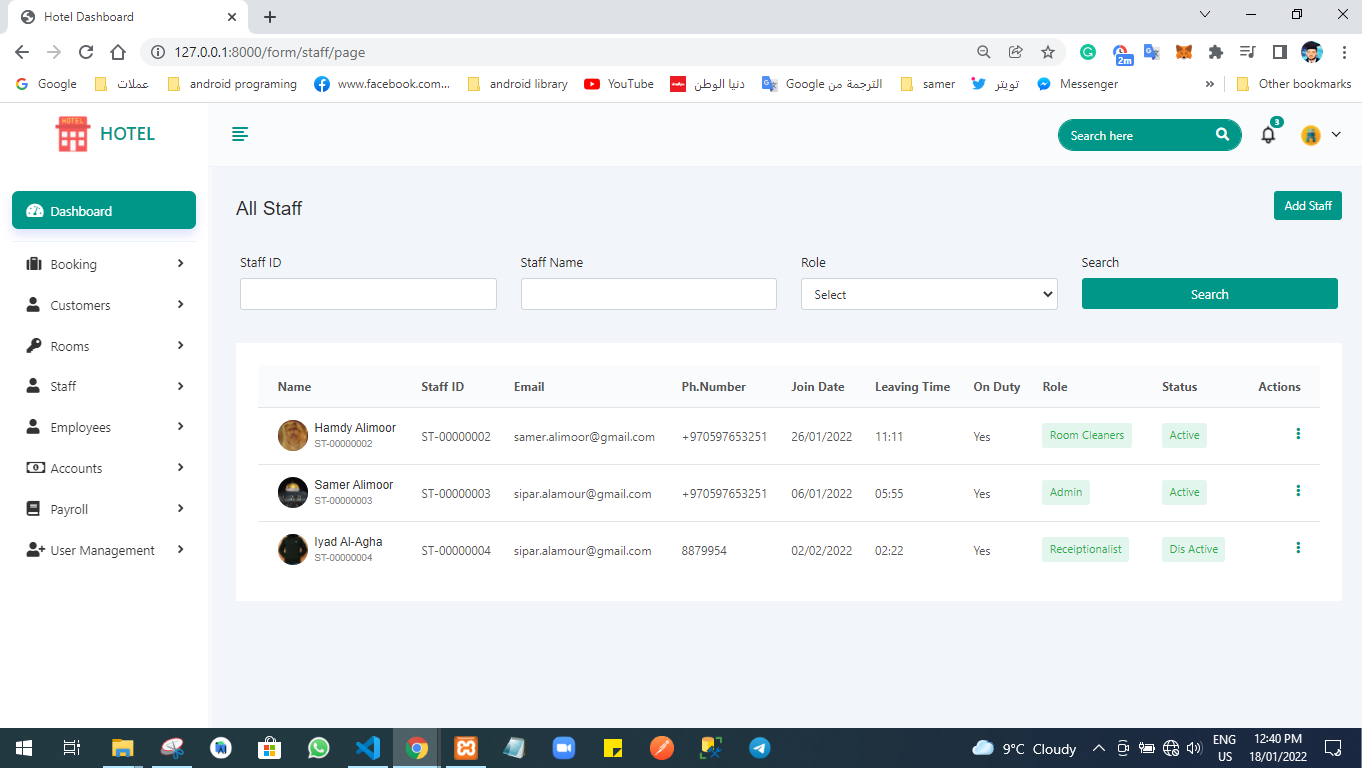 Hotel Dashboard
127.0.0.1:8000/form/staff/page
2m
Google عملات android programing www.facebook.com... android library YouTube دنيا الوطن Google الترجمة من samer تويتر Messenger » Other bookmarks
HOTEL
HOTEL
Search here
3
Dashboard
Booking
Customers
Rooms
Staff
Employees
Accounts
Payroll
User Management
All Staff
Add Staff
Staff ID Staff Name Role Search
Select Search
Name Staff ID Email Ph.Number Join Date Leaving Time On Duty Role Status Actions
Hamdy Alimoor
ST-00000002
ST-00000002 samer.alimoor@gmail.com +970597653251 26/01/2022 11:11 Yes Room Cleaners Active
Samer Alimoor
ST-00000003
ST-00000003 sipar.alamour@gmail.com +970597653251 06/01/2022 05:55 Yes Admin Active
Iyad Al-Agha
ST-00000004
ST-00000004 sipar.alamour@gmail.com 8879954 02/02/2022 02:22 Yes Receiptionalist Dis Active
9°C Cloudy
ENG
US
12:40 PM
18/01/2022